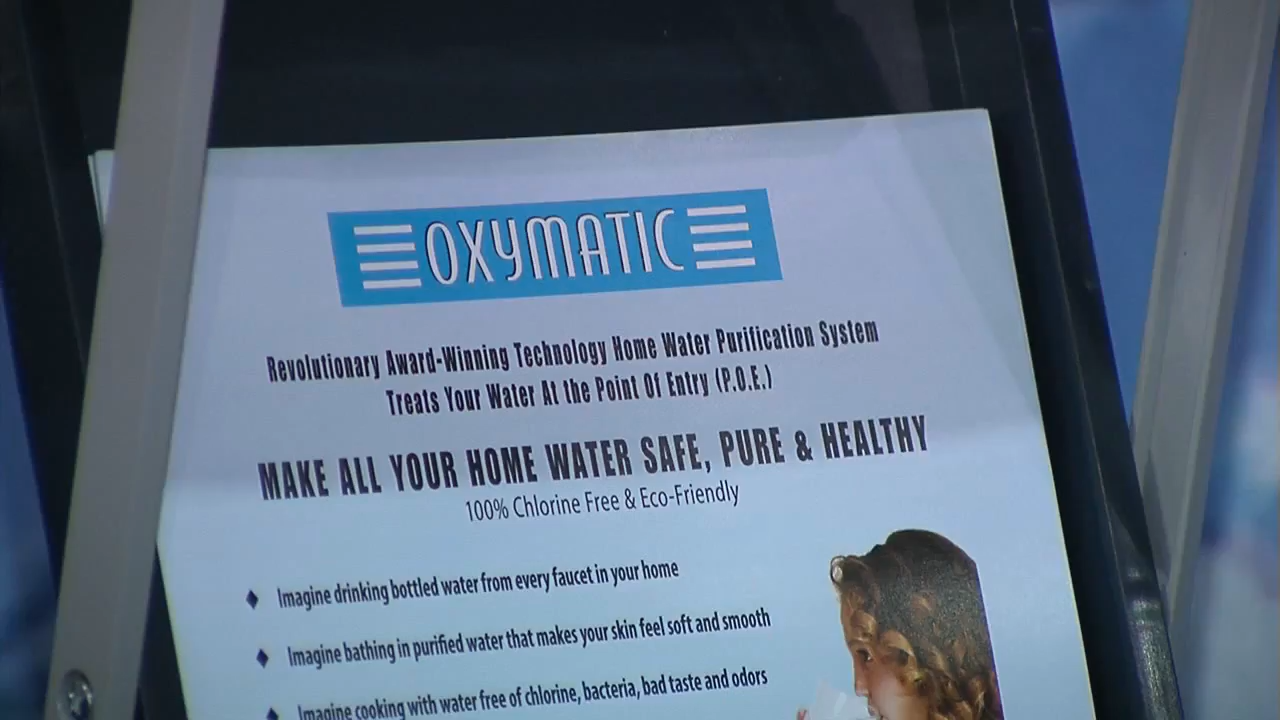 OXYMATIC
Revolutionary Award-Winning Technology Home Water Purification System
Treats Your Water At the Point Of Entry (P.O.E.)
MAKE ALL YOUR HOME WATER SAFE, PURE & HEALTHY
100% Chlorine Free & Eco-Friendly
♦ Imagine drinking bottled water from every faucet in your home
♦ Imagine bathing in purified water that makes your skin feel soft and smooth
♦ Imagine cooking with water free of chlorine, bacteria, bad taste and odors